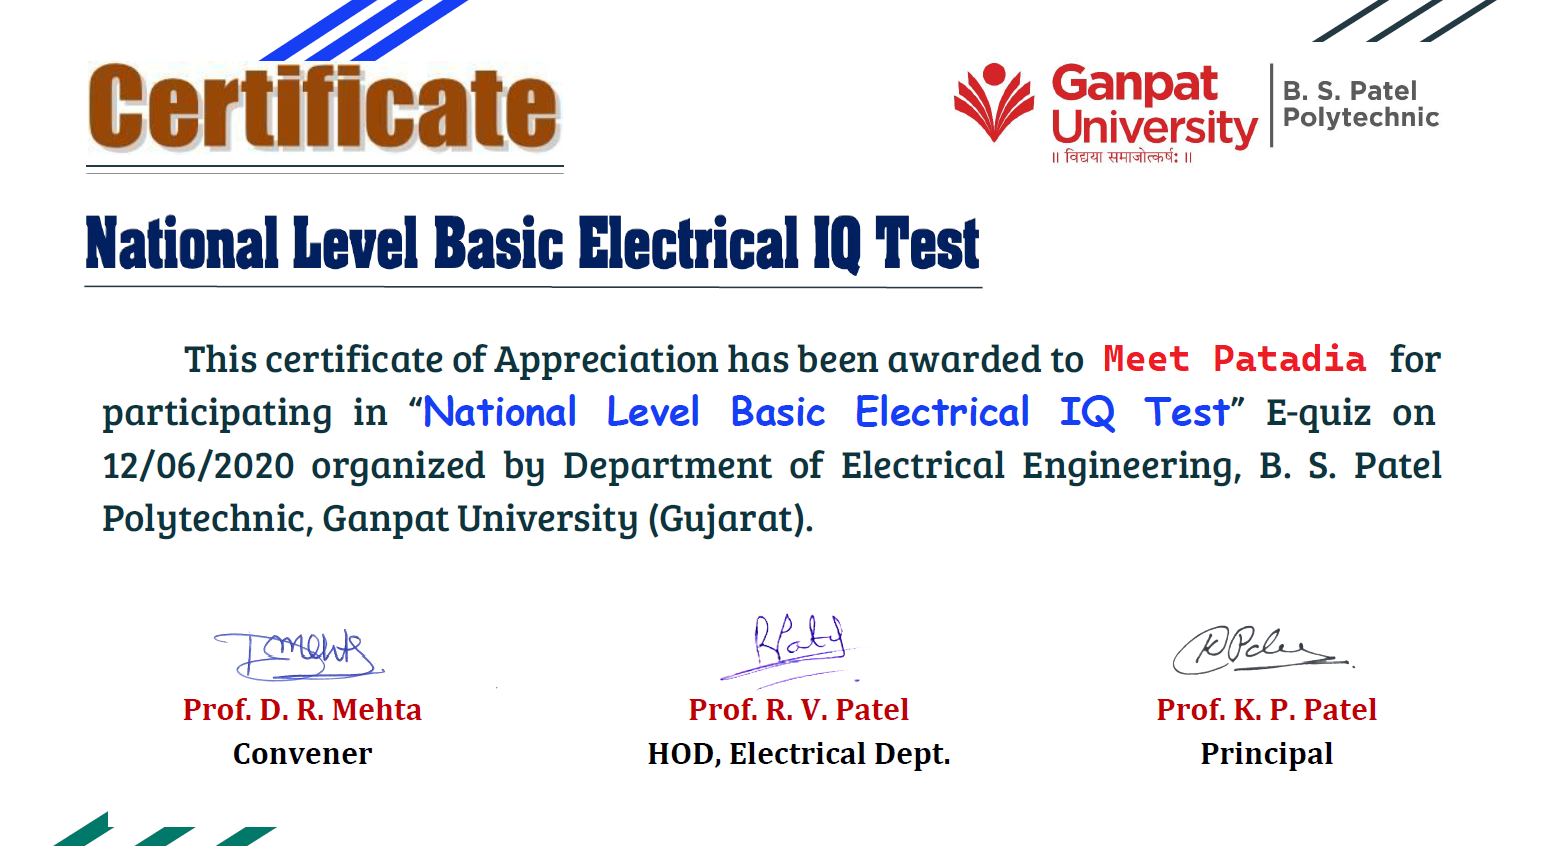 Certificate
Ganpat
University
॥ विद्यया समाजोत्कर्षः ॥
B. S. Patel
Polytechnic
National Level Basic Electrical IQ Test
This certificate of Appreciation has been awarded to Meet Patadia for
participating in “National Level Basic Electrical IQ Test” E-quiz on
12/06/2020 organized by Department of Electrical Engineering, B. S. Patel
Polytechnic, Ganpat University (Gujarat).
Prof. D. R. Mehta
Convener
Prof. R. V. Patel
HOD, Electrical Dept.
Prof. K. P. Patel
Principal